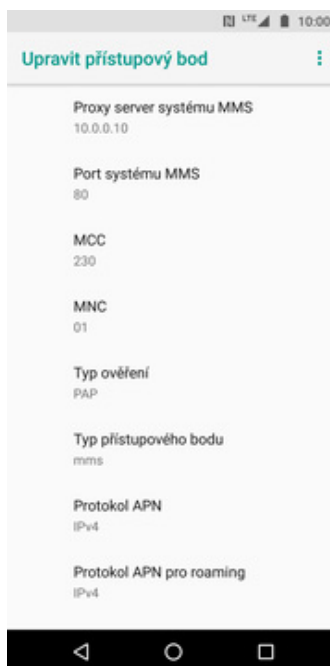 LTE 10:00
Upravit přístupový bod
Proxy server systému MMS
10.0.0.10
Port systému MMS
80
MCC
230
MNC
01
Typ ověření
PAP
Typ přístupového bodu
mms
Protokol APN
IPv4
Protokol APN pro roaming
IPv4